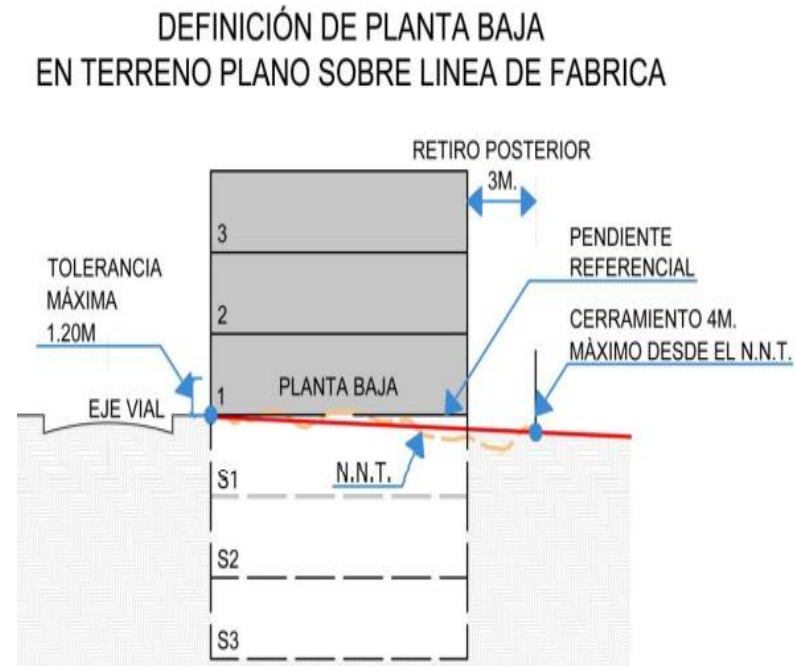 DEFINICIÓN DE PLANTA BAJA
EN TERRENO PLANO SOBRE LINEA DE FABRICA
RETIRO POSTERIOR
3M.
3
PENDIENTE
REFERENCIAL
TOLERANCIA
MÁXIMA
1.20M
2
CERRAMIENTO 4M.
MÀXIMO DESDE EL N.N.T.
1
PLANTA BAJA
EJE VIAL
S1
N.N.T.
S2
S3